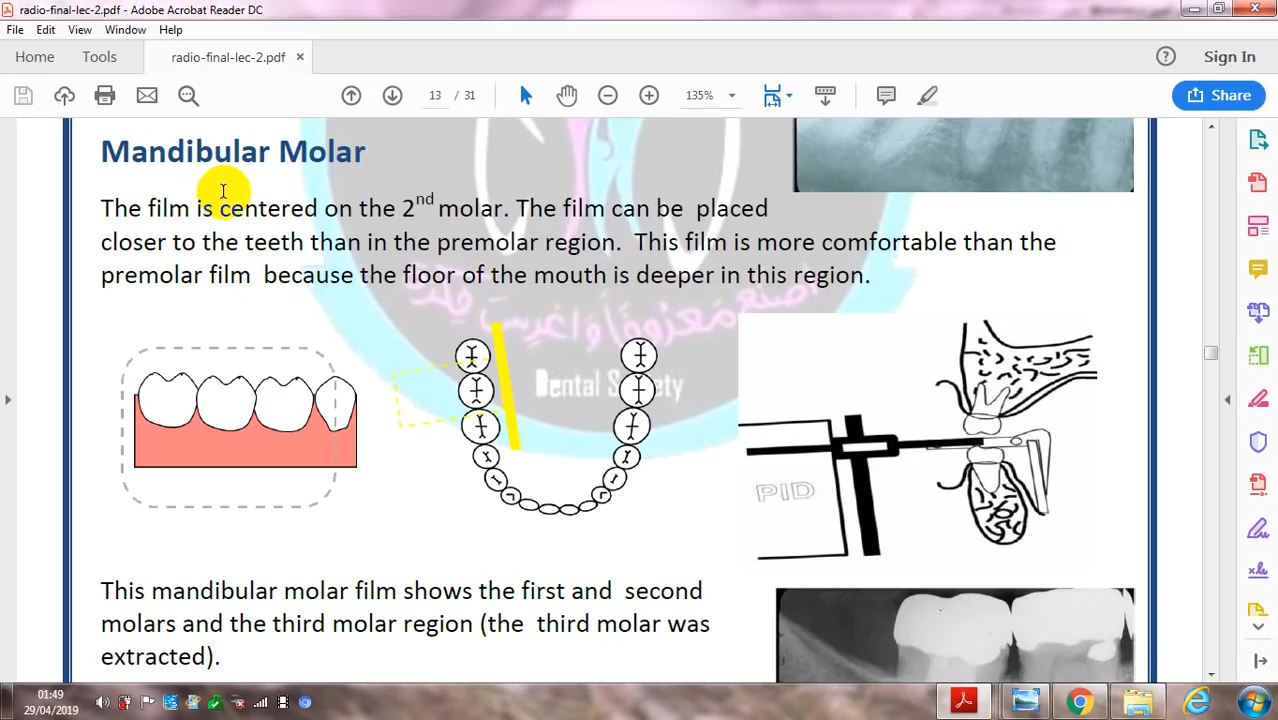 radio-final-lec-2.pdf - Adobe Acrobat Reader DC
File Edit View Window Help
Home Tools radio-final-lec-2.pdf × ? Sign In
13 / 31 135% Share
Mandibular Molar
The film is centered on the 2nd molar. The film can be placed
closer to the teeth than in the premolar region. This film is more comfortable than the
premolar film because the floor of the mouth is deeper in this region.
اصنع معروفا واغرس فكرة
Dental Society
PID
This mandibular molar film shows the first and second
molars and the third molar region (the third molar was
extracted).
01:49
29/04/2019